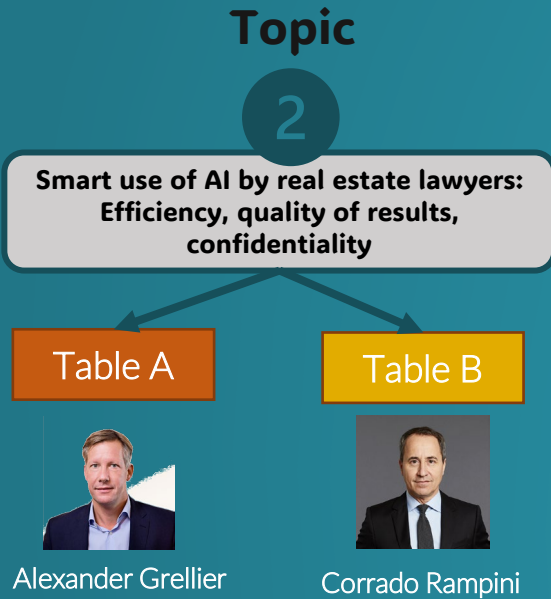 Topic
2
Smart use of AI by real estate lawyers:
Efficiency, quality of results,
confidentiality
Table A
Table B
Alexander Grellier
Corrado Rampini